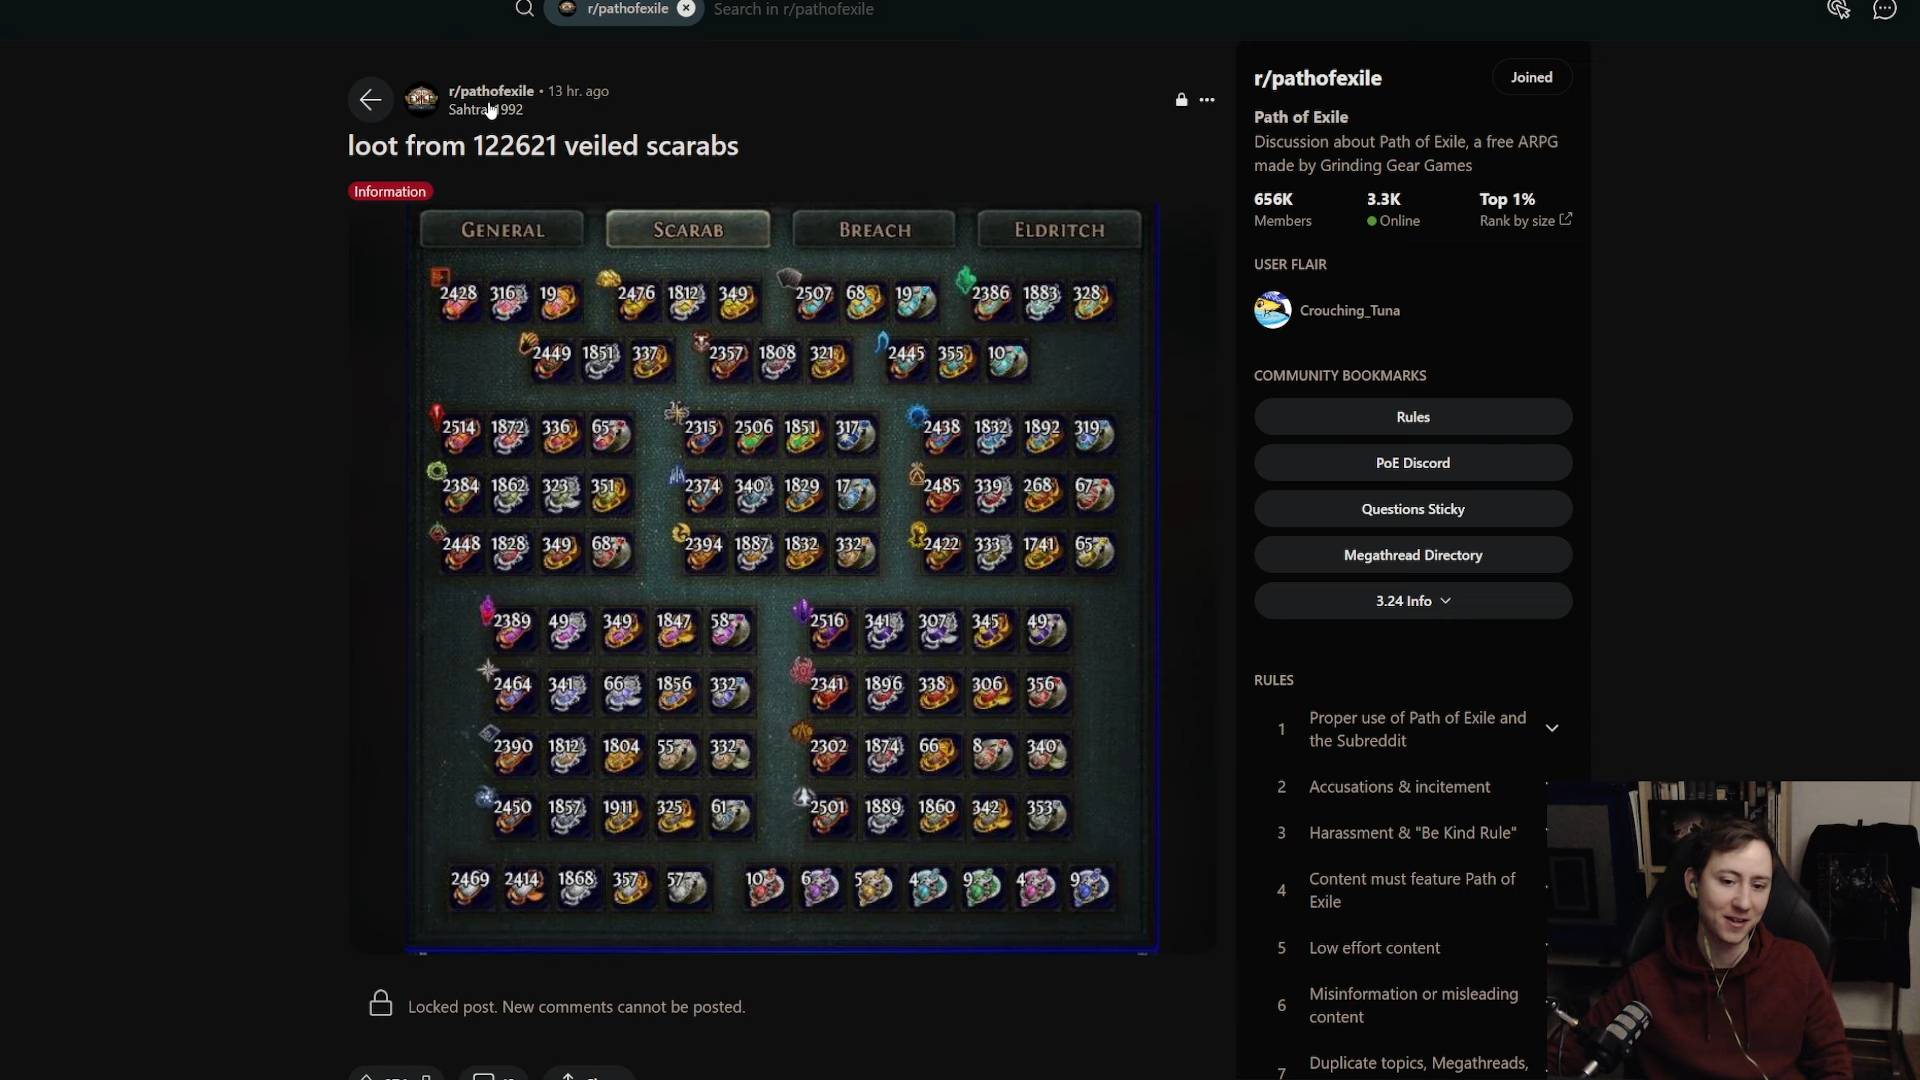 r/pathofexile
Search in r/pathofexile
r/pathofexile • 13 hr. ago
loot from 122621 veiled scarabs
Information
GENERAL SCARAB BREACH ELDRITCH
2428 316 19 2476 1812 349 2507 68 19 2386 1883 328
2449 1851 337 2357 1808 321 2445 355 10
2514 1872 336 65 2315 2506 1851 317 2438 1832 1892 319
2384 1862 323 351 2374 340 1829 17 2485 339 268 67
2448 1828 349 68 2394 1887 1832 332 2422 333 1741 65
2389 49 349 1847 58 2516 341 307 345 49
2464 341 66 1856 332 2341 1896 338 306 356
2390 1812 1804 55 332 2302 1874 66 8 340
2450 1857 1911 325 61 2501 1889 1860 342 353
2469 2414 1868 357 57 10 6 5 4 9 4 9
Locked post. New comments cannot be posted.
r/pathofexile
Joined
Path of Exile
Discussion about Path of Exile, a free ARPG
made by Grinding Gear Games
656K 3.3K Top 1%
Members Online Rank by size
USER FLAIR
Crouching_Tuna
COMMUNITY BOOKMARKS
Rules
PoE Discord
Questions Sticky
Megathread Directory
3.24 Info
RULES
1 Proper use of Path of Exile and
the Subreddit
2 Accusations & incitement
3 Harassment & "Be Kind Rule"
4 Content must feature Path of
Exile
5 Low effort content
6 Misinformation or misleading
content
7 Duplicate topics, Megathreads,